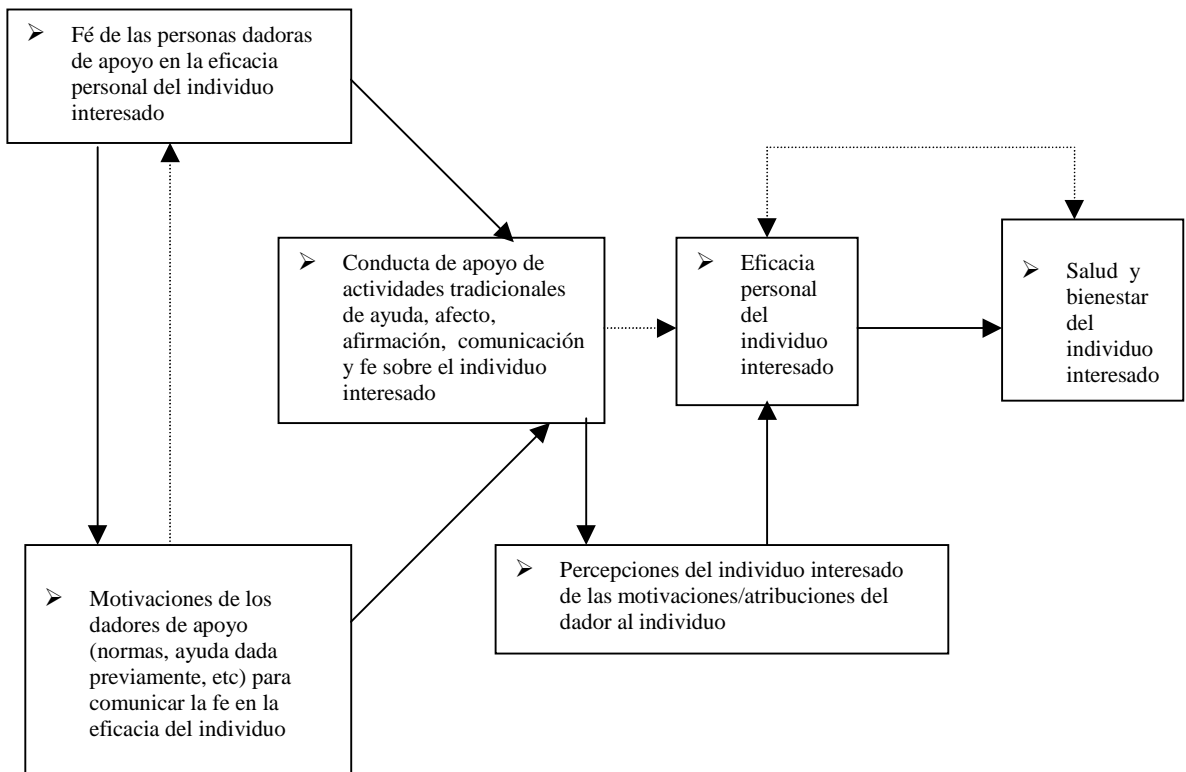 ➢ Fé de las personas dadoras
de apoyo en la eficacia
personal del individuo
interesado
➢ Conducta de apoyo de
actividades tradicionales
de ayuda, afecto,
afirmación, comunicación
y fe sobre el individuo
interesado
➢ Eficacia
personal
del
individuo
interesado
➢ Salud y
bienestar
del
individuo
interesado
➢ Motivaciones de los
dadores de apoyo
(normas, ayuda dada
previamente, etc) para
comunicar la fe en la
eficacia del individuo
➢ Percepciones del individuo interesado
de las motivaciones/atribuciones del
dador al individuo